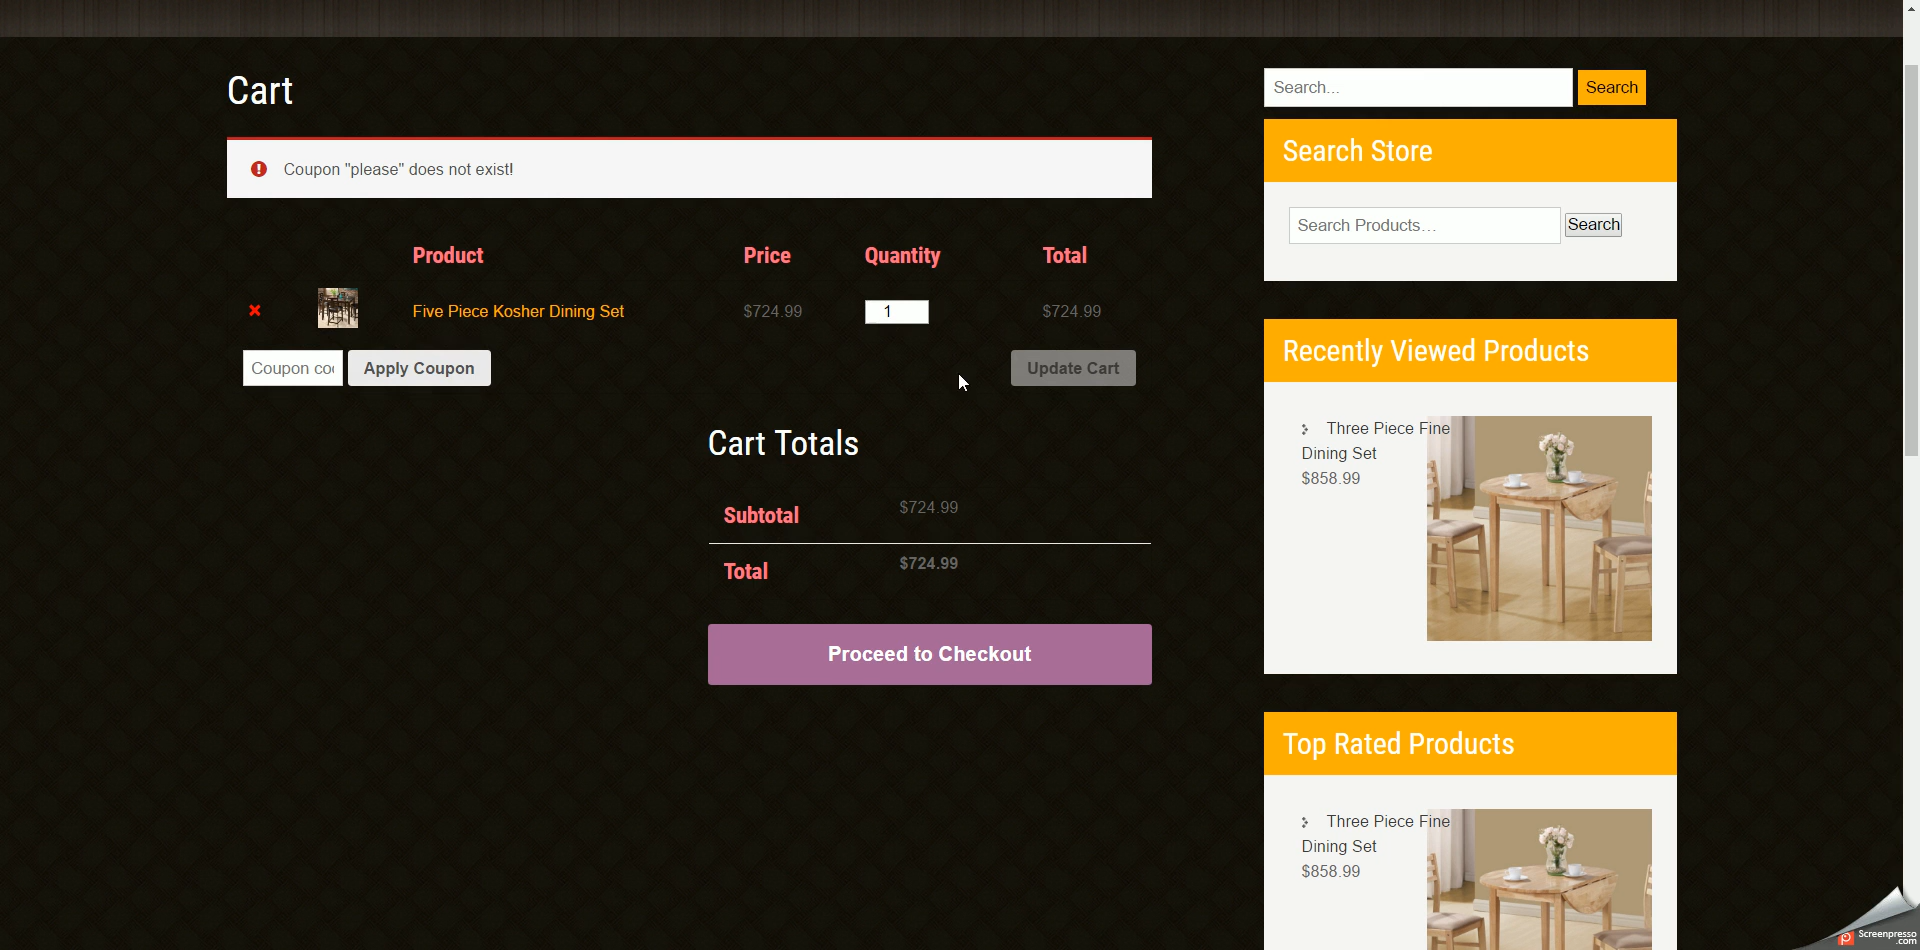 Cart
Coupon "please" does not exist!
Product Price Quantity Total
Five Piece Kosher Dining Set $724.99 1 $724.99
Coupon co Apply Coupon Update Cart
Cart Totals
Subtotal $724.99
Total $724.99
Proceed to Checkout
Search... Search
Search Store
Search Products… Search
Recently Viewed Products
Three Piece Fine
Dining Set
$858.99
Top Rated Products
Three Piece Fine
Dining Set
$858.99
Screenpresso
.com